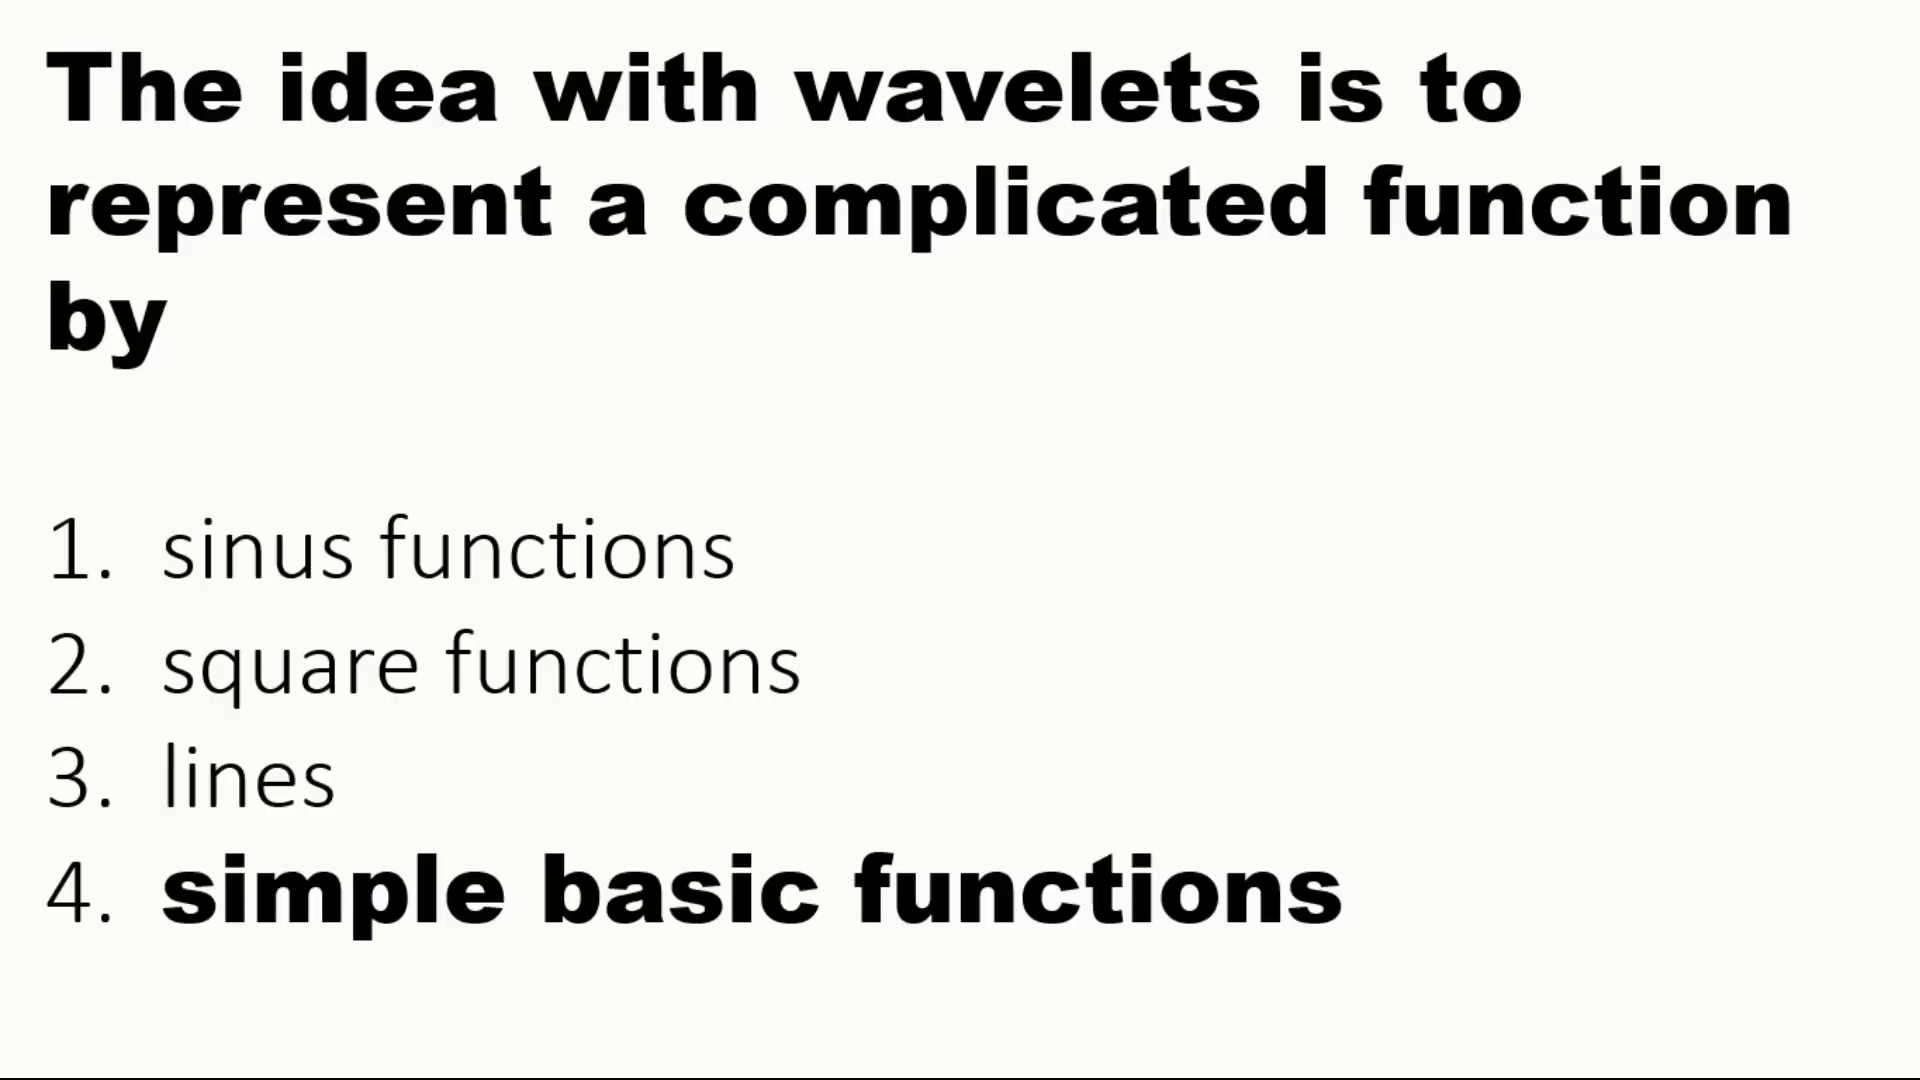 The idea with wavelets is to
represent a complicated function
by
1. sinus functions
2. square functions
3. lines
4. simple basic functions